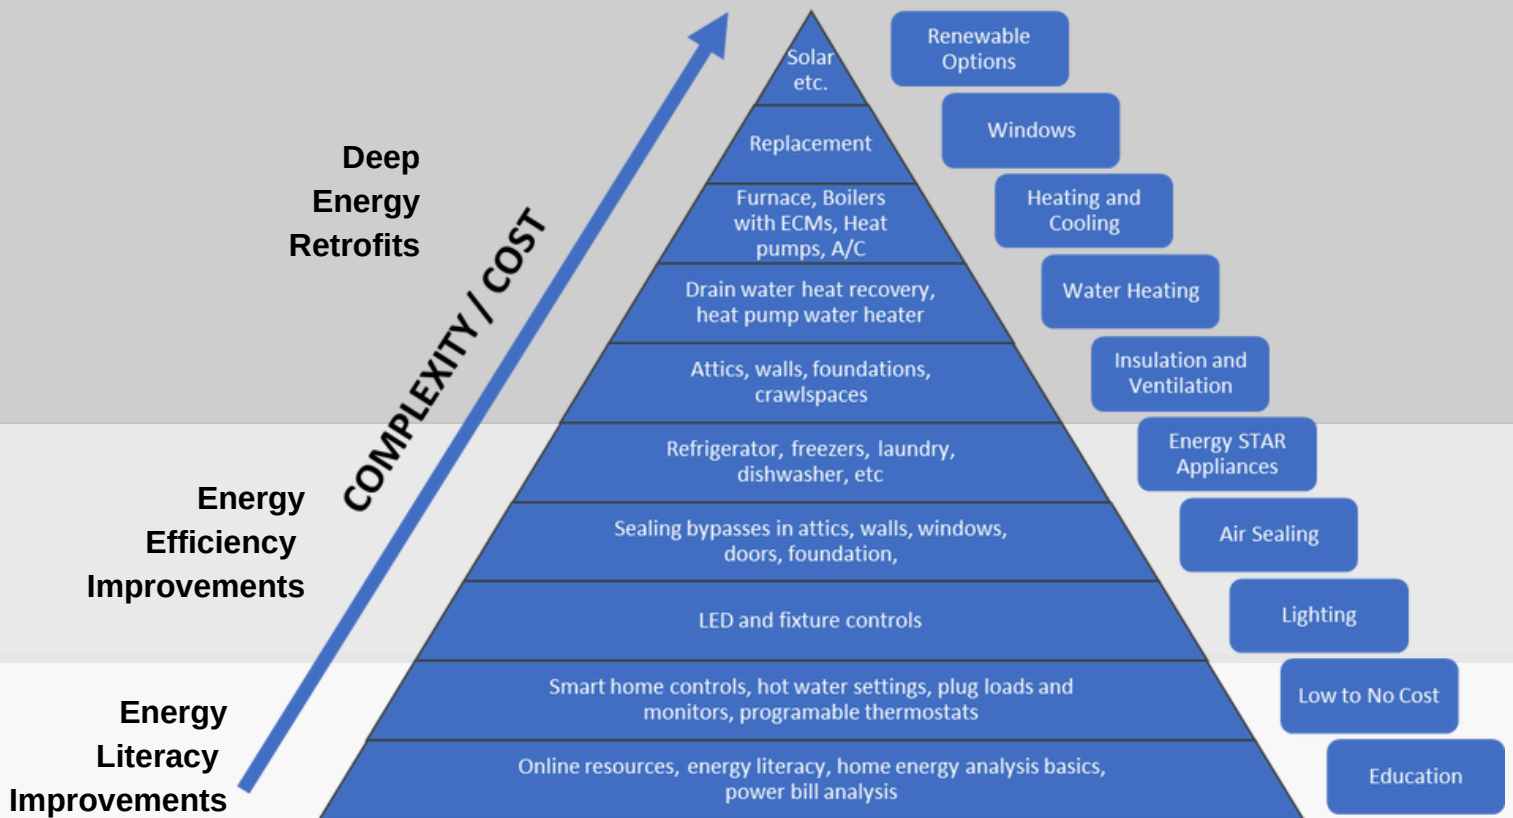 Solar
etc.
Renewable
Options
Replacement
Windows
Furnace, Boilers
with ECMs, Heat
pumps, A/C
Heating and
Cooling
Drain water heat recovery,
heat pump water heater
Water Heating
Attics, walls, foundations,
crawlspaces
Insulation and
Ventilation
Deep
Energy
Retrofits
COMPLEXITY / COST
Refrigerator, freezers, laundry,
dishwasher, etc
Energy STAR
Appliances
Sealing bypasses in attics, walls, windows,
doors, foundation,
Air Sealing
LED and fixture controls
Lighting
Energy
Efficiency
Improvements
Smart home controls, hot water settings, plug loads and
monitors, programable thermostats
Low to No Cost
Online resources, energy literacy, home energy analysis basics,
power bill analysis
Education
Energy
Literacy
Improvements